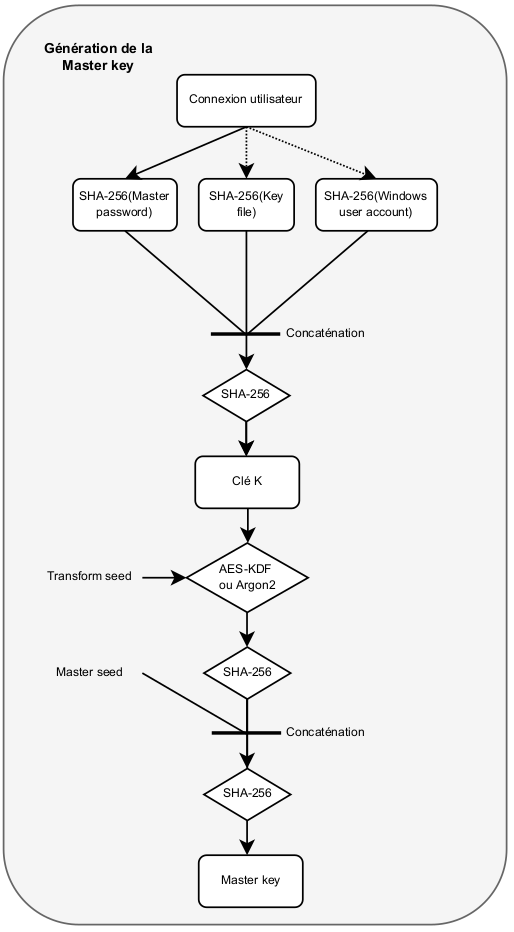 Génération de la
Master key
Connexion utilisateur
SHA-256(Master
password)
SHA-256(Key
file)
SHA-256(Windows
user account)
Concaténation
SHA-256
Clé K
Transform seed
AES-KDF
ou Argon2
SHA-256
Master seed
Concaténation
SHA-256
Master key